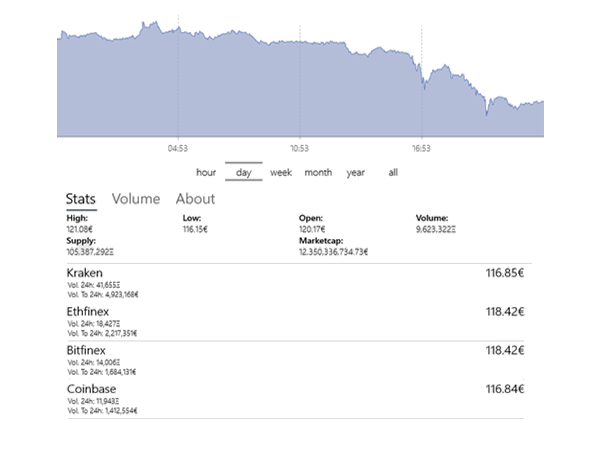 04:53 10:53 16:53
hour day week month year all
Stats Volume About
High: Low: Open: Volume:
121.08€ 116.15€ 120.17€ 9,623,322Ξ
Supply: Marketcap:
105,387,292Ξ 12.350,336,734.73€
Kraken 116.85€
Vol. 24h: 41,655Ξ
Vol. To 24h: 4,923,168€
Ethfinex 118.42€
Vol. 24h: 18,427Ξ
Vol. To 24h: 2,217,351€
Bitfinex 118.42€
Vol. 24h: 14,006Ξ
Vol. To 24h: 1,684,131€
Coinbase 116.84€
Vol. 24h: 11,943Ξ
Vol. To 24h: 1,412,554€